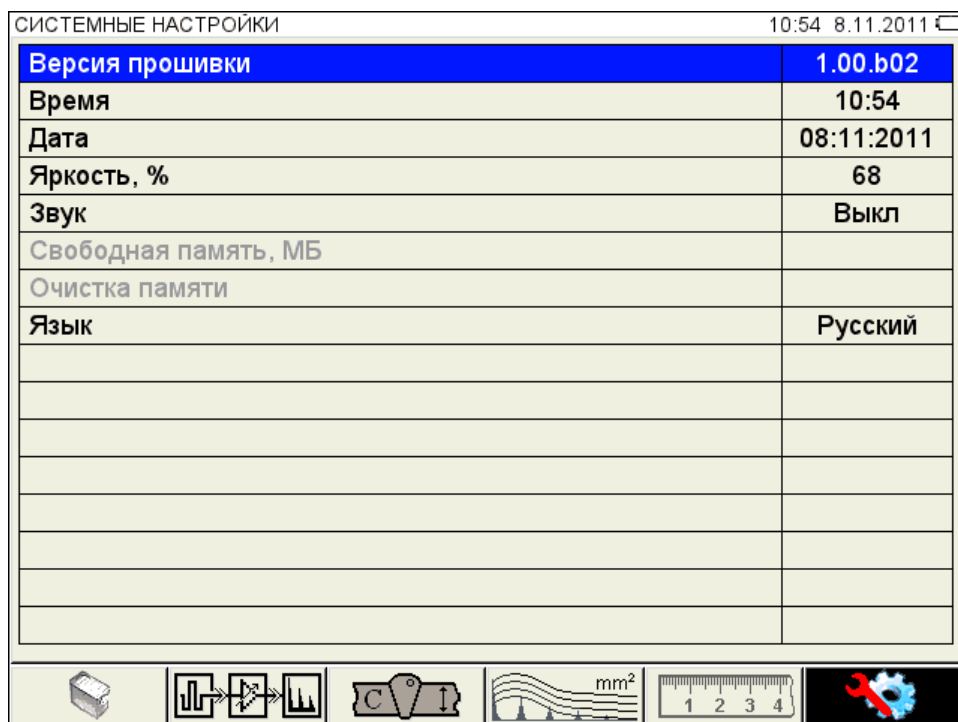 СИСТЕМНЫЕ НАСТРОЙКИ 10:54 8.11.2011
Версия прошивки 1.00.b02
Время 10:54
Дата 08:11:2011
Яркость, % 68
Звук Выкл
Свободная память, МБ
Очистка памяти
Язык Русский
C mm² 1 2 3 4